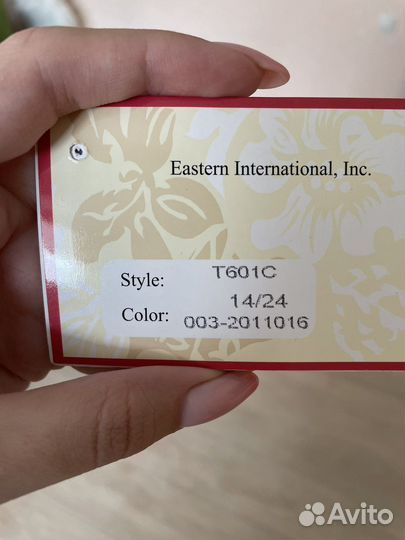 Eastern International, Inc.
Style: T601C
14/24
Color: 003-2011016
Avito